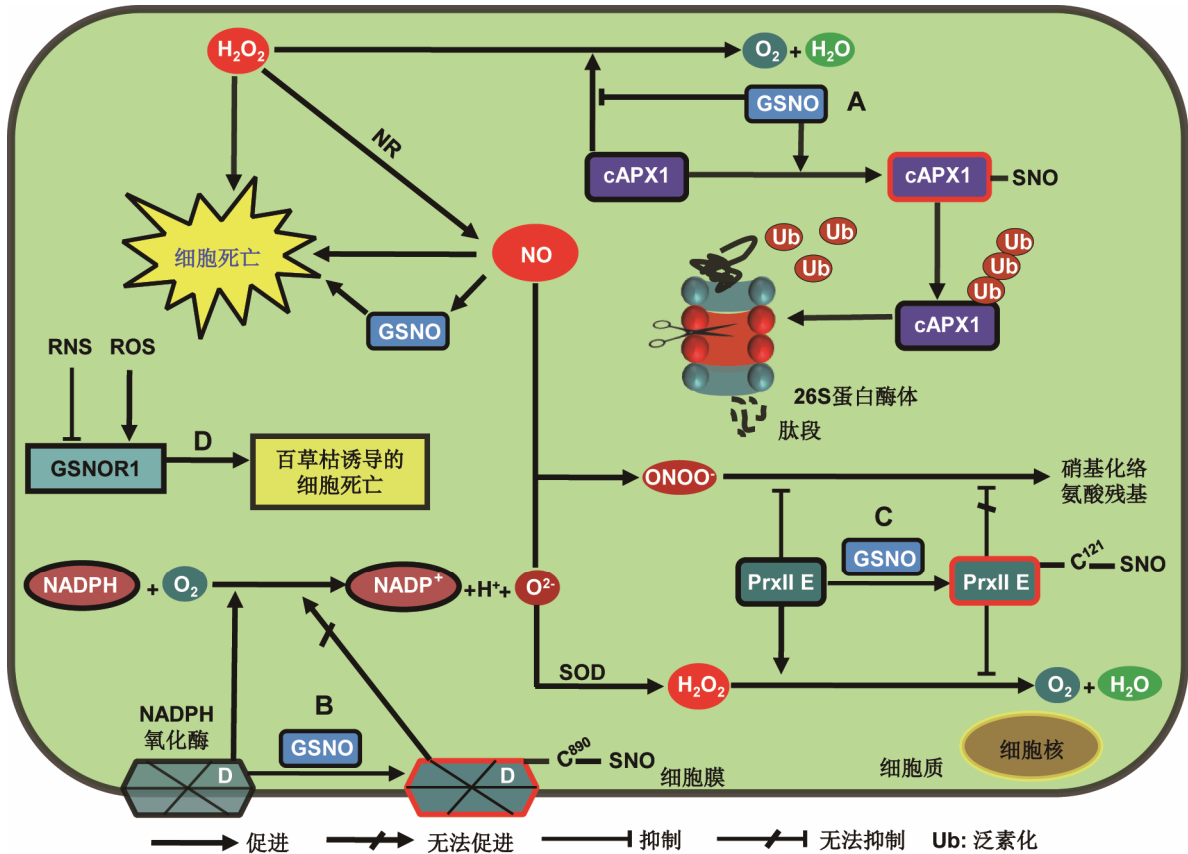 H₂O₂
O₂ + H₂O
GSNO
A
NR
cAPX1
cAPX1 SNO
细胞死亡
NO
Ub
Ub
Ub
Ub
Ub
Ub
GSNO
cAPX1
RNS
ROS
26S蛋白酶体
肽段
GSNOR1
D
百草枯诱导的
细胞死亡
ONOO⁻
硝基化络
氨酸残基
C
GSNO
NADPH + O₂
NADP⁺ +H⁺+ O²⁻
PrxII E
PrxII E
C¹²¹ SNO
SOD
H₂O₂
O₂ + H₂O
NADPH
氧化酶
B
GSNO
D
D
C⁸⁹⁰ SNO
细胞膜
细胞质
细胞核
促进
无法促进
抑制
无法抑制
Ub: 泛素化